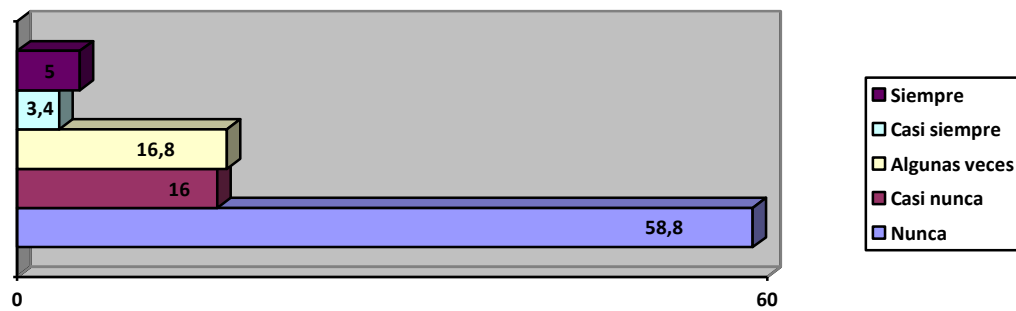 5
3,4
16,8
16
58,8
0
60
Siempre
Casi siempre
Algunas veces
Casi nunca
Nunca